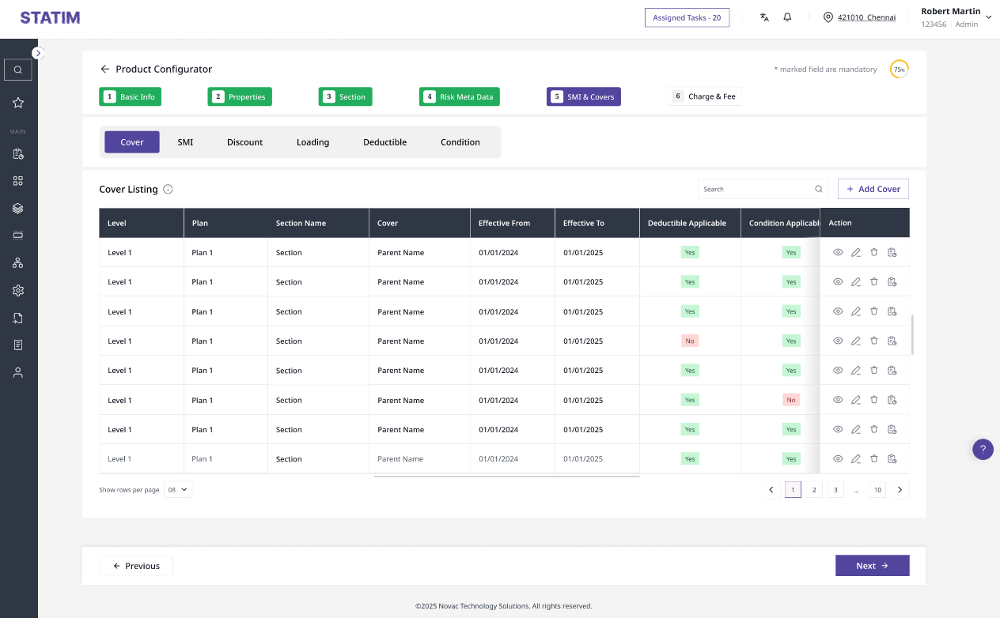 STATIM
Assigned Tasks - 20
421010 Chennai
Robert Martin
123456 Admin
MAIN
Product Configurator
* marked field are mandatory
75%
1 Basic Info
2 Properties
3 Section
4 Risk Meta Data
5 SMI & Covers
6 Charge & Fee
Cover SMI Discount Loading Deductible Condition
Cover Listing
Search
+ Add Cover
Level Plan Section Name Cover Effective From Effective To Deductible Applicable Condition Applicabl Action
Level 1 Plan 1 Section Parent Name 01/01/2024 01/01/2025 Yes Yes
Level 1 Plan 1 Section Parent Name 01/01/2024 01/01/2025 Yes Yes
Level 1 Plan 1 Section Parent Name 01/01/2024 01/01/2025 Yes Yes
Level 1 Plan 1 Section Parent Name 01/01/2024 01/01/2025 No Yes
Level 1 Plan 1 Section Parent Name 01/01/2024 01/01/2025 Yes Yes
Level 1 Plan 1 Section Parent Name 01/01/2024 01/01/2025 Yes No
Level 1 Plan 1 Section Parent Name 01/01/2024 01/01/2025 Yes Yes
Level 1 Plan 1 Section Parent Name 01/01/2024 01/01/2025 Yes Yes
Show rows per page 08
1 2 3 ... 10
?
Previous
Next
©2025 Novac Technology Solutions. All rights reserved.